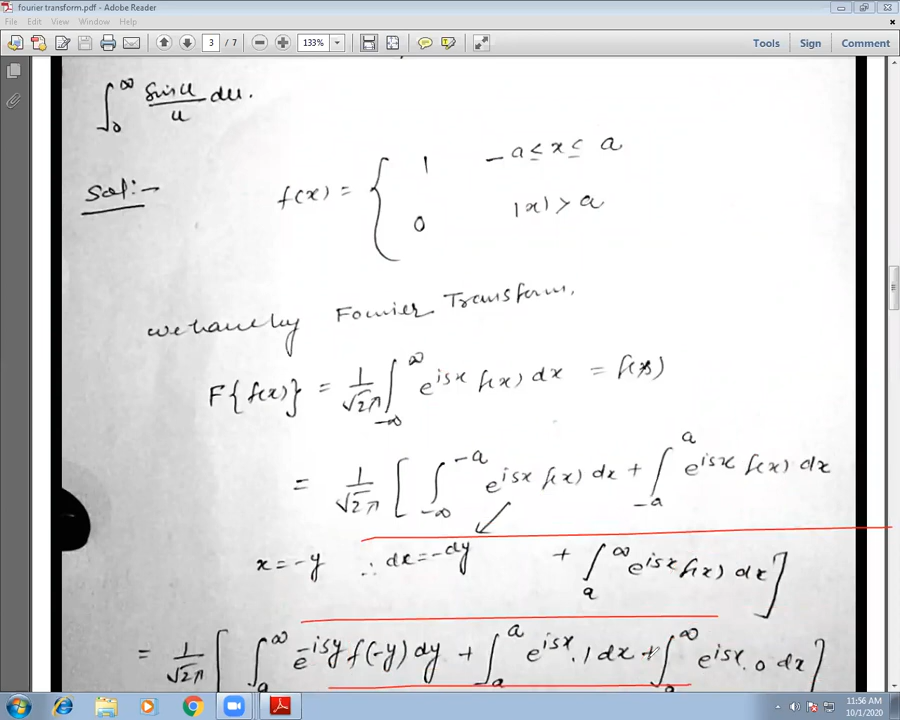 fourier transform.pdf - Adobe Reader
File Edit View Window Help
3 / 7 133% Tools Sign Comment
∫₀^∞ sin u / u du.
Sol:- f(x) = { 1 -a ≤ x ≤ a
0 |x| > a
we have by Fourier Transform,
F{f(x)} = 1/√2π ∫_{-∞}^{∞} e^{isx} f(x) dx = f(s)
= 1/√2π [ ∫_{-∞}^{-a} e^{isx} f(x) dx + ∫_{-a}^{a} e^{isx} f(x) dx
x = -y ∴ dx = -dy + ∫_a^∞ e^{isx} f(x) dx ]
= 1/√2π [ ∫_a^∞ e^{-isy} f(-y) dy + ∫_{-a}^{a} e^{isx} . 1 dx + ∫_a^∞ e^{isx} . 0 dx ]
11:56 AM
10/1/2020